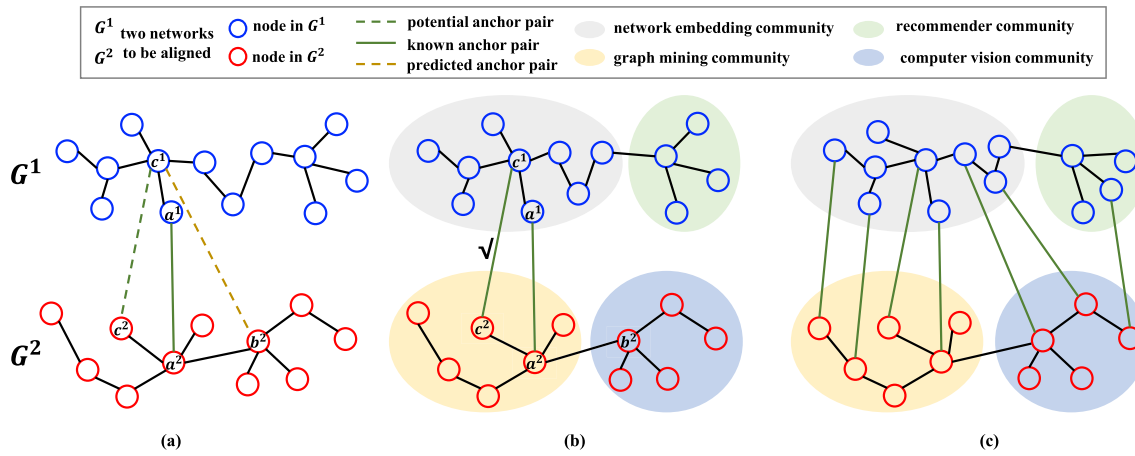 G¹ two networks
G² to be aligned
node in G¹
node in G²
potential anchor pair
known anchor pair
predicted anchor pair
network embedding community
graph mining community
recommender community
computer vision community
G¹
c¹
a¹
c¹
a¹
√
G²
c²
a²
b²
c²
a²
b²
(a)
(b)
(c)